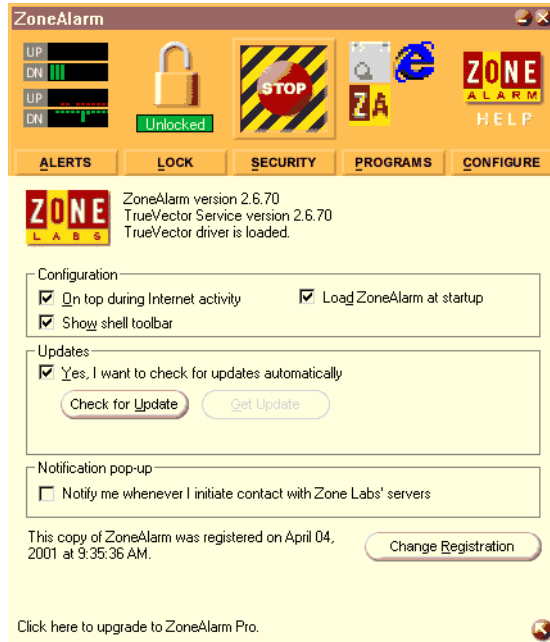 ZoneAlarm
UP
DN
UP
DN
Unlocked
STOP
ZA
ZONE
ALARM
HELP
ALERTS
LOCK
SECURITY
PROGRAMS
CONFIGURE
ZONE
LABS
ZoneAlarm version 2.6.70
TrueVector Service version 2.6.70
TrueVector driver is loaded.
Configuration
On top during Internet activity
Load ZoneAlarm at startup
Show shell toolbar
Updates
Yes, I want to check for updates automatically
Check for Update
Get Update
Notification pop-up
Notify me whenever I initiate contact with Zone Labs' servers
This copy of ZoneAlarm was registered on April 04,
2001 at 9:35:36 AM.
Change Registration
Click here to upgrade to ZoneAlarm Pro.